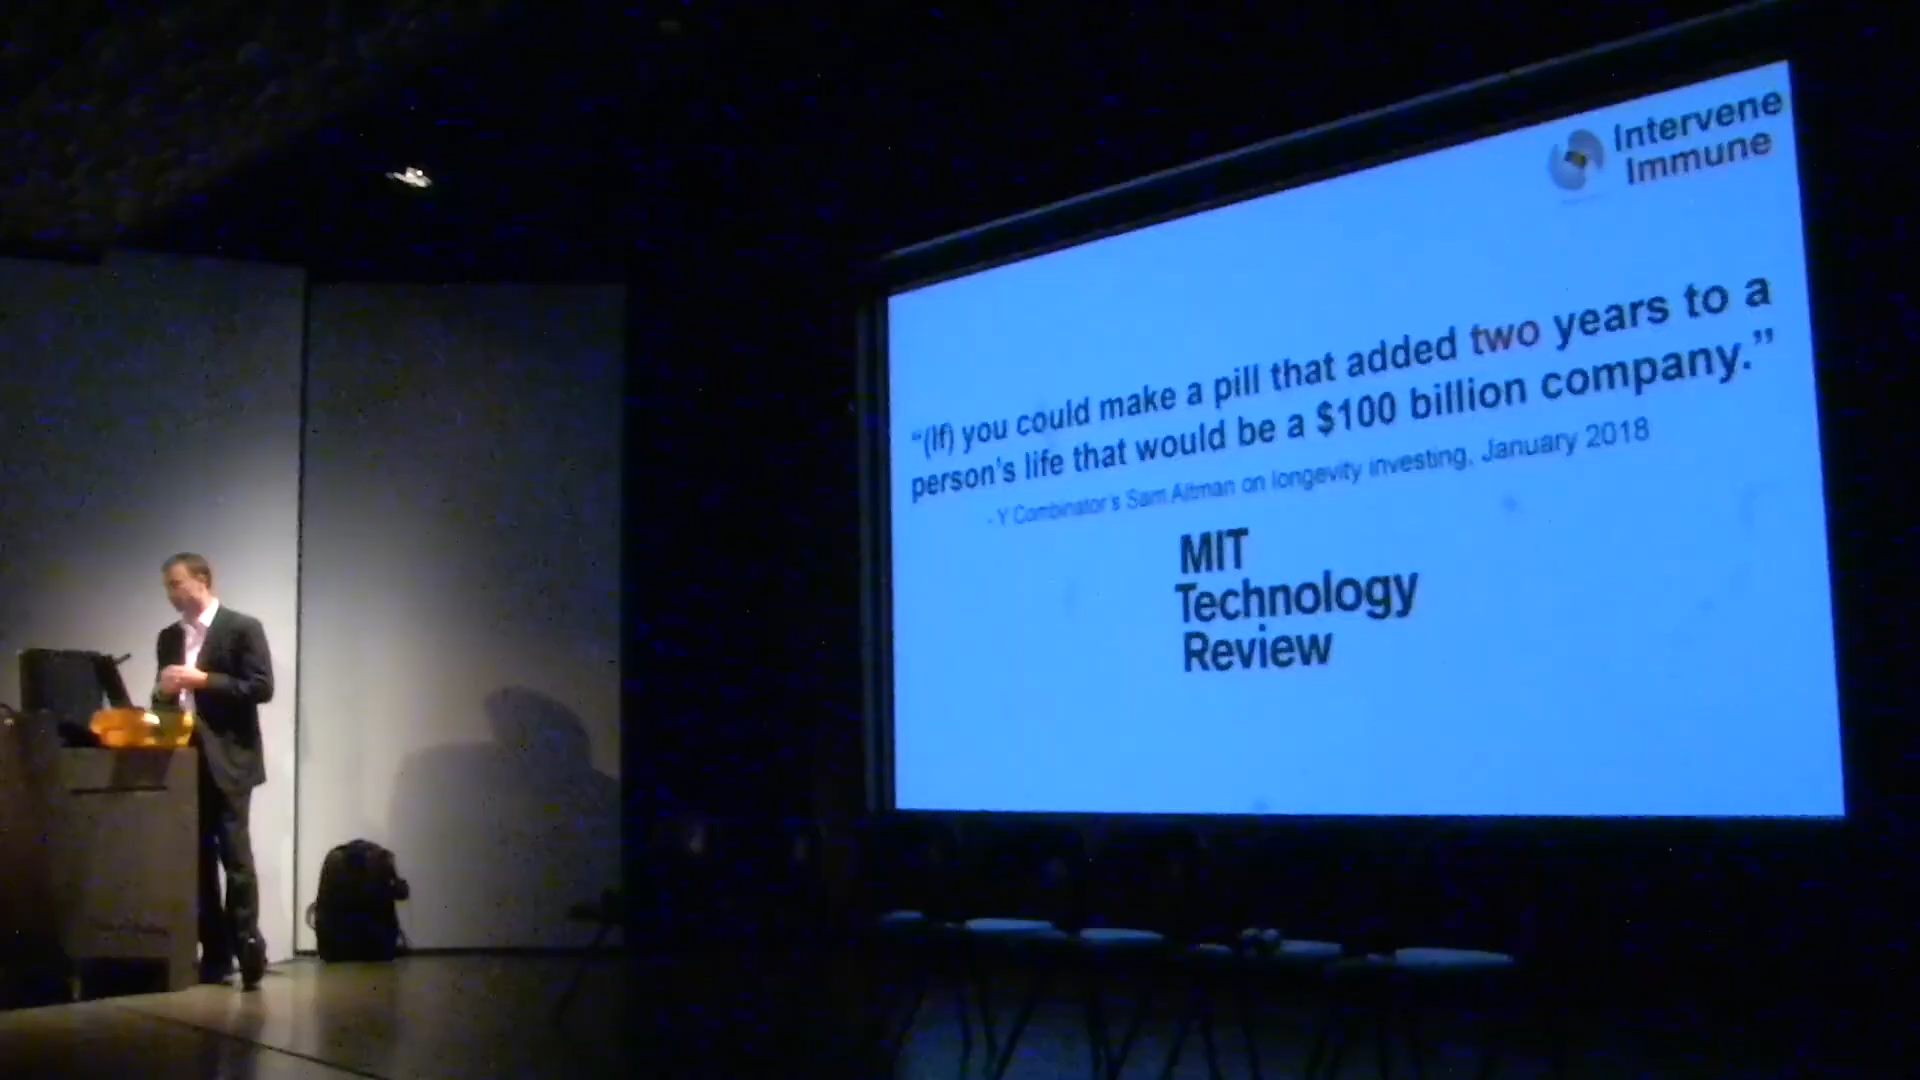 Intervene
Immune
“(If) you could make a pill that added two years to a
person’s life that would be a $100 billion company.”
- Y Combinator's Sam Altman on longevity investing, January 2018
MIT
Technology
Review